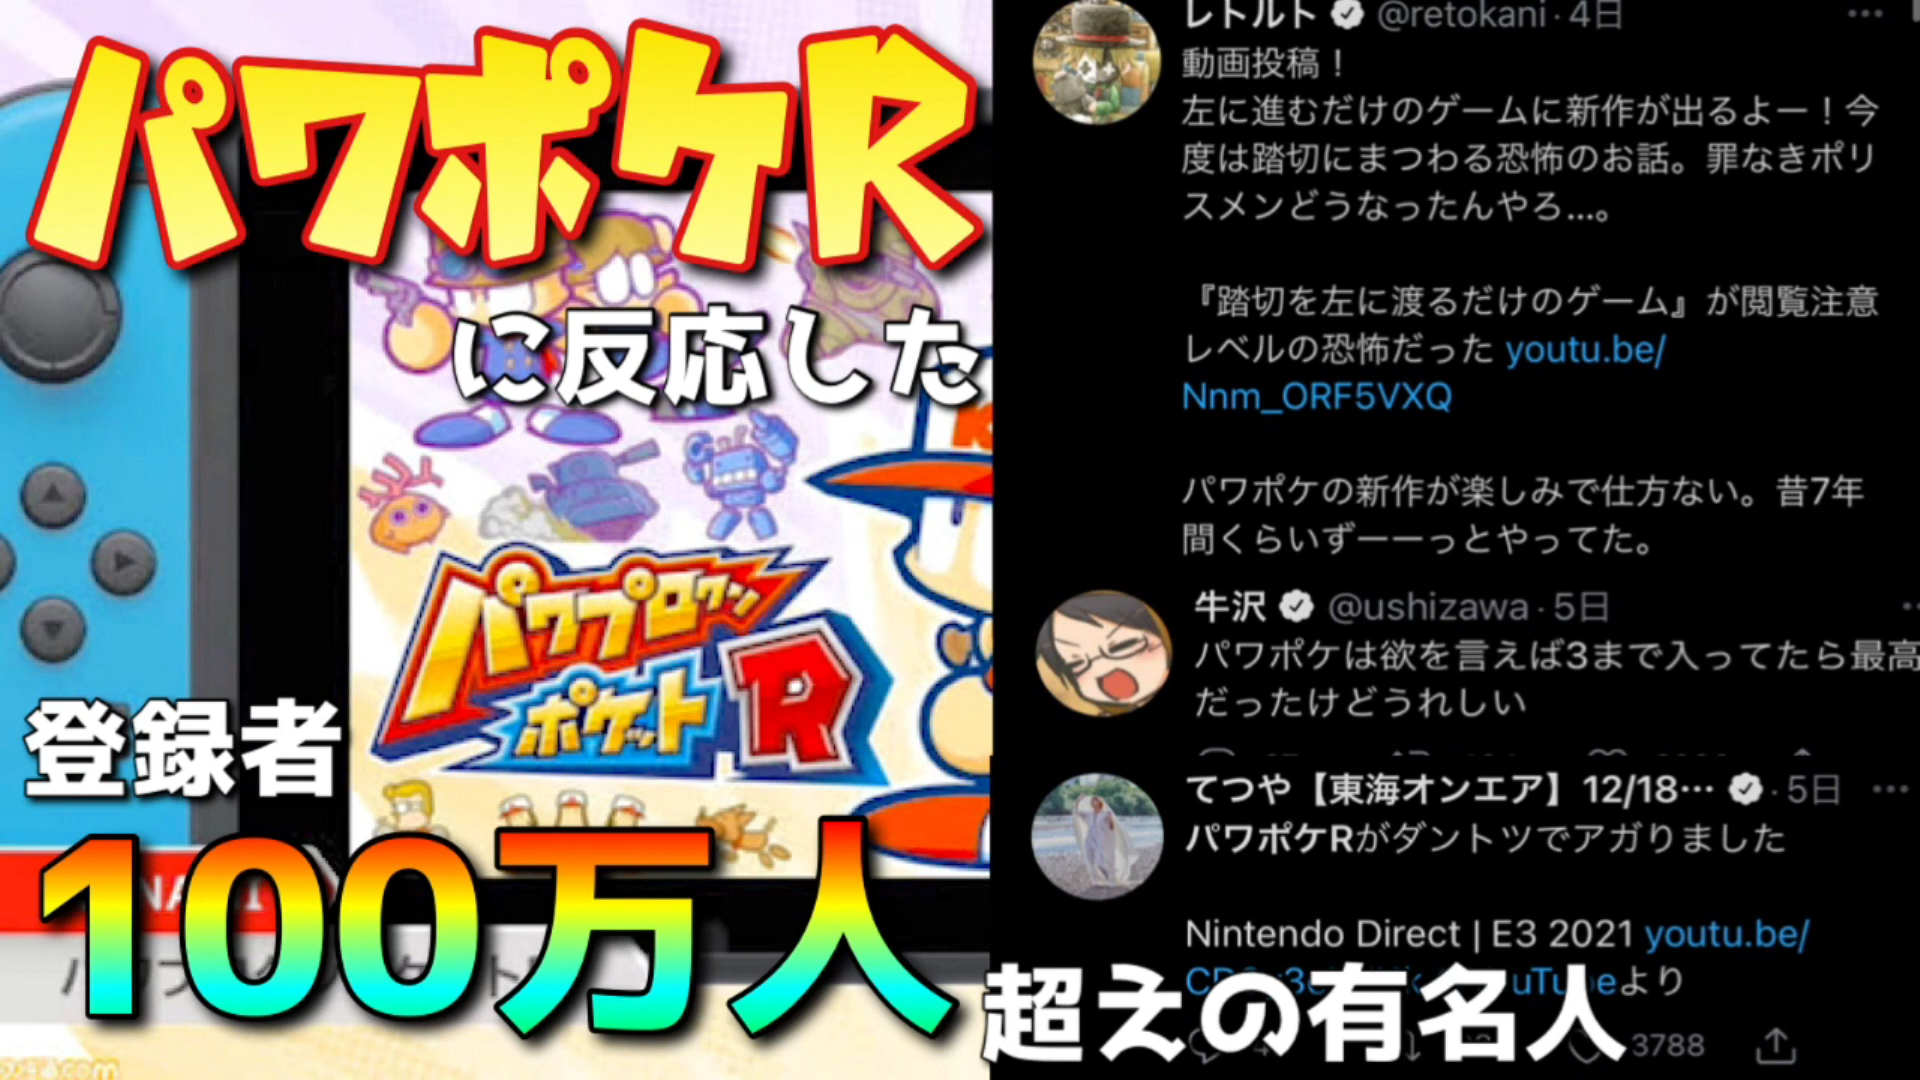 パワポケR
に反応した
パワプロクン
ポケットR
登録者
100万人
超えの有名人
レトルト @retokani·4日
動画投稿！
左に進むだけのゲームに新作が出るよー！今
度は踏切にまつわる恐怖のお話。罪なきポリ
スメンどうなったんやろ...。
『踏切を左に渡るだけのゲーム』が閲覧注意
レベルの恐怖だった youtu.be/
Nnm_ORF5VXQ
パワポケの新作が楽しみで仕方ない。昔7年
間くらいずーーっとやってた。
牛沢 @ushizawa·5日
パワポケは欲を言えば3まで入ってたら最高
だったけどうれしい
てつや【東海オンエア】12/18… ·5日
パワポケRがダントツでアガりました
Nintendo Direct | E3 2021 youtu.be/
より
3788